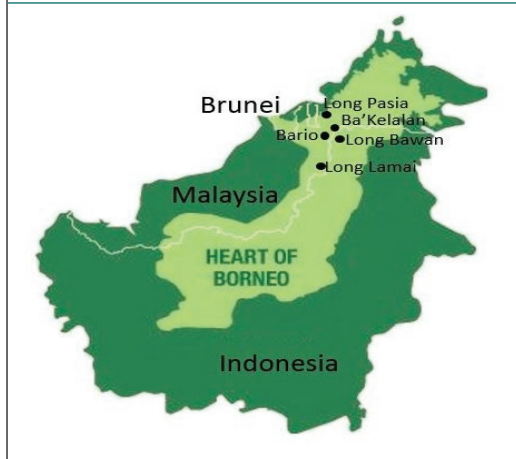 Brunei
Long Pasia
Ba'Kelalan
Bario
Long Bawan
Long Lamai
Malaysia
HEART OF
BORNEO
Indonesia